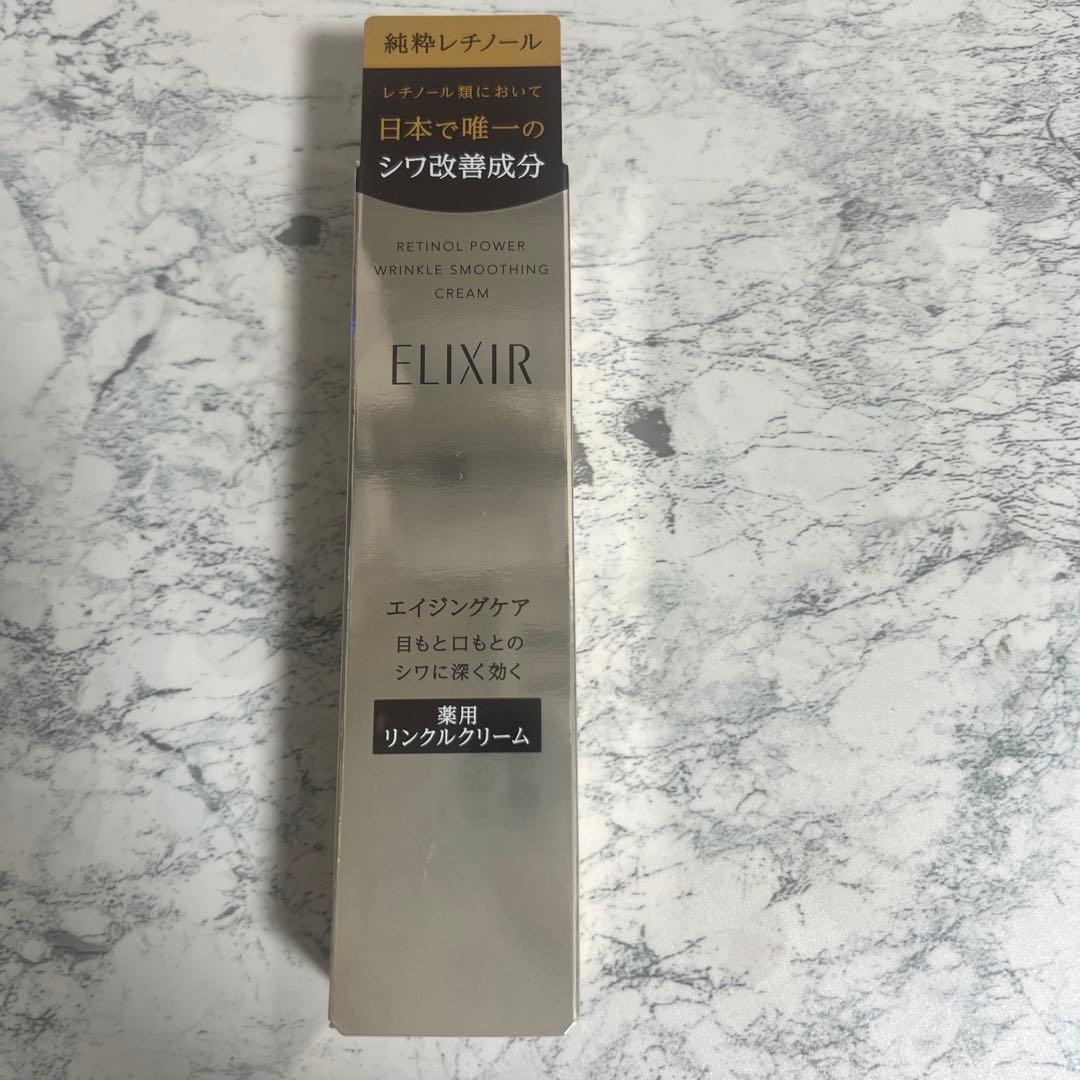 純粋レチノール
レチノール類において
日本で唯一の
シワ改善成分
RETINOL POWER
WRINKLE SMOOTHING
CREAM
ELIXIR
エイジングケア
目もと口もとの
シワに深く効く
薬用
リンクルクリーム